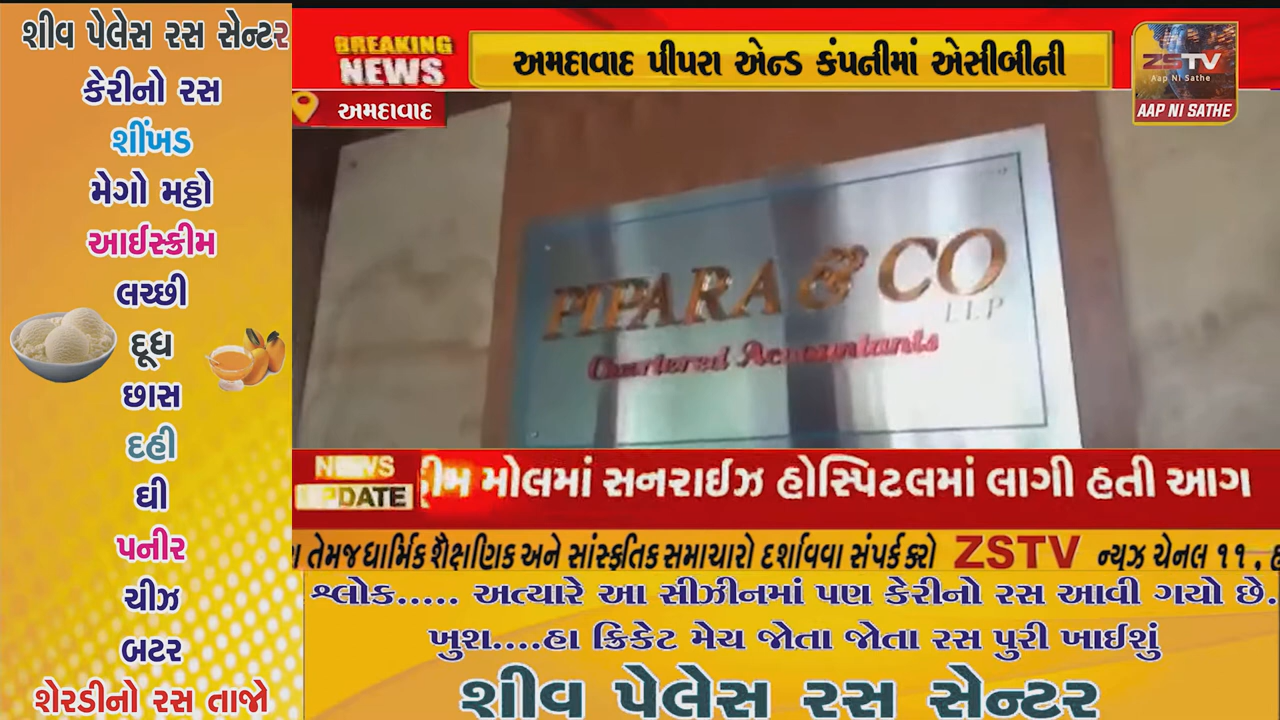 શીવ પેલેસ રસ સેન્ટર
કેરીનો રસ
શીંખડ
મેગો મઠ્ઠો
આઈસ્ક્રીમ
લચ્છી
દૂધ
છાસ
દહી
ઘી
પનીર
ચીઝ
બટર
શેરડીનો રસ તાજો
BREAKING
NEWS
અમદાવાદ પીપરા એન્ડ કંપનીમાં એસીબીની
ZSTV
Aap Ni Sathe
AAP NI SATHE
અમદાવાદ
PIPARA & CO
LLP
Chartered Accountants
NEWS
UPDATE
મોલમાં સનરાઈઝ હોસ્પિટલમાં લાગી હતી આગ
તેમજ ધાર્મિક શૈક્ષણિક અને સાંસ્ક્રતિક સમાચારો દર્શાવવા સંપર્ક કરો ZSTV ન્યૂઝ ચેનલ ૧૧,
શ્લોક..... અત્યારે આ સીઝીનમાં પણ કેરીનો રસ આવી ગયો છે.
ખુશ....હા ક્રિકેટ મેચ જોતા જોતા રસ પુરી ખાઈશું
શીવ પેલેસ રસ સેન્ટર